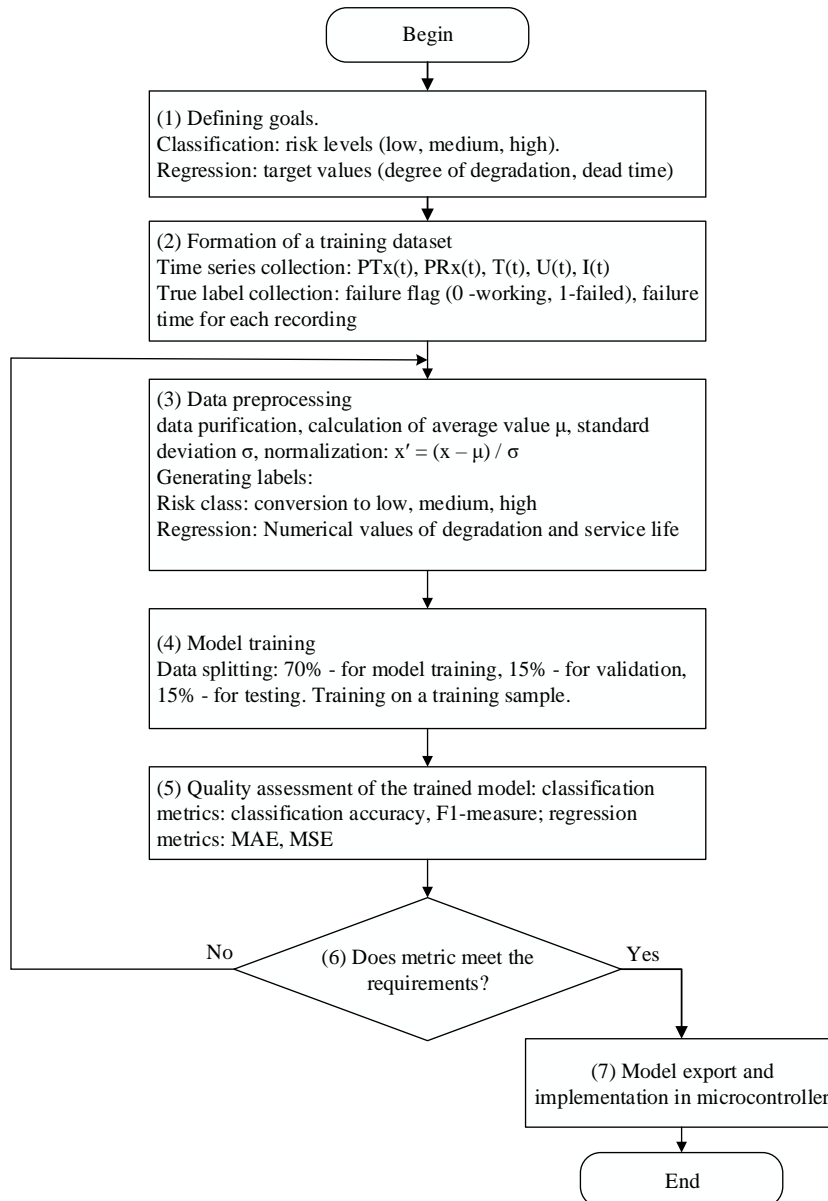 Begin
(1) Defining goals.
Classification: risk levels (low, medium, high).
Regression: target values (degree of degradation, dead time)
(2) Formation of a training dataset
Time series collection: PTx(t), PRx(t), T(t), U(t), I(t)
True label collection: failure flag (0 -working, 1-failed), failure
time for each recording
(3) Data preprocessing
data purification, calculation of average value μ, standard
deviation σ, normalization: x′ = (x – μ) / σ
Generating labels:
Risk class: conversion to low, medium, high
Regression: Numerical values of degradation and service life
(4) Model training
Data splitting: 70% - for model training, 15% - for validation,
15% - for testing. Training on a training sample.
(5) Quality assessment of the trained model: classification
metrics: classification accuracy, F1-measure; regression
metrics: MAE, MSE
No
(6) Does metric meet the
requirements?
Yes
(7) Model export and
implementation in microcontroller
End